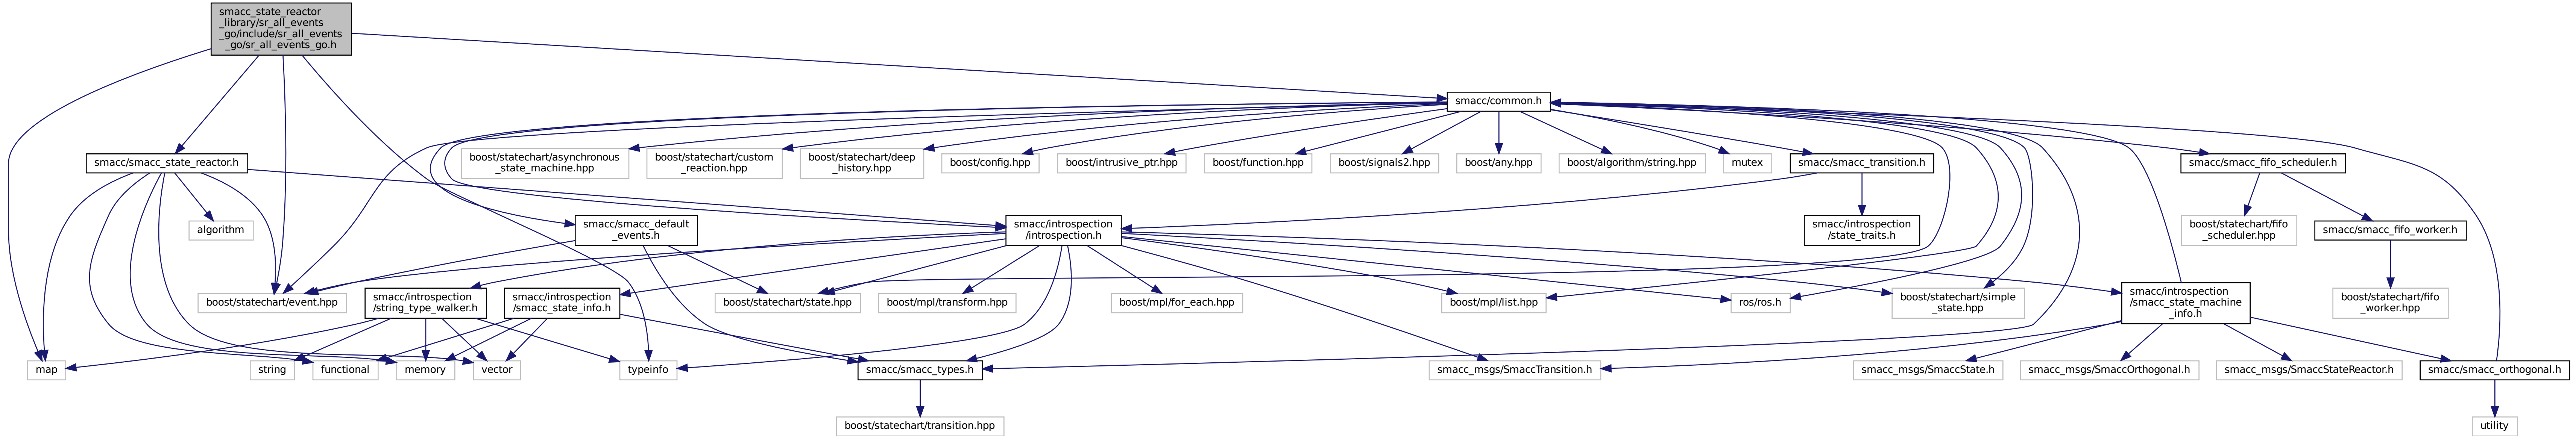 smacc_state_reactor
_library/sr_all_events
_go/include/sr_all_events
_go/sr_all_events_go.h
smacc/common.h
smacc/smacc_state_reactor.h
boost/statechart/asynchronous
_state_machine.hpp
boost/statechart/custom
_reaction.hpp
boost/statechart/deep
_history.hpp
boost/config.hpp
boost/intrusive_ptr.hpp
boost/function.hpp
boost/signals2.hpp
boost/any.hpp
boost/algorithm/string.hpp
mutex
smacc/smacc_transition.h
smacc/smacc_fifo_scheduler.h
algorithm
smacc/smacc_default
_events.h
smacc/introspection
/introspection.h
smacc/introspection
/state_traits.h
boost/statechart/fifo
_scheduler.hpp
smacc/smacc_fifo_worker.h
boost/statechart/event.hpp
smacc/introspection
/string_type_walker.h
smacc/introspection
/smacc_state_info.h
boost/statechart/state.hpp
boost/mpl/transform.hpp
boost/mpl/for_each.hpp
boost/mpl/list.hpp
ros/ros.h
boost/statechart/simple
_state.hpp
smacc/introspection
/smacc_state_machine
_info.h
boost/statechart/fifo
_worker.hpp
map
string
functional
memory
vector
typeinfo
smacc/smacc_types.h
smacc_msgs/SmaccTransition.h
smacc_msgs/SmaccState.h
smacc_msgs/SmaccOrthogonal.h
smacc_msgs/SmaccStateReactor.h
smacc/smacc_orthogonal.h
boost/statechart/transition.hpp
utility